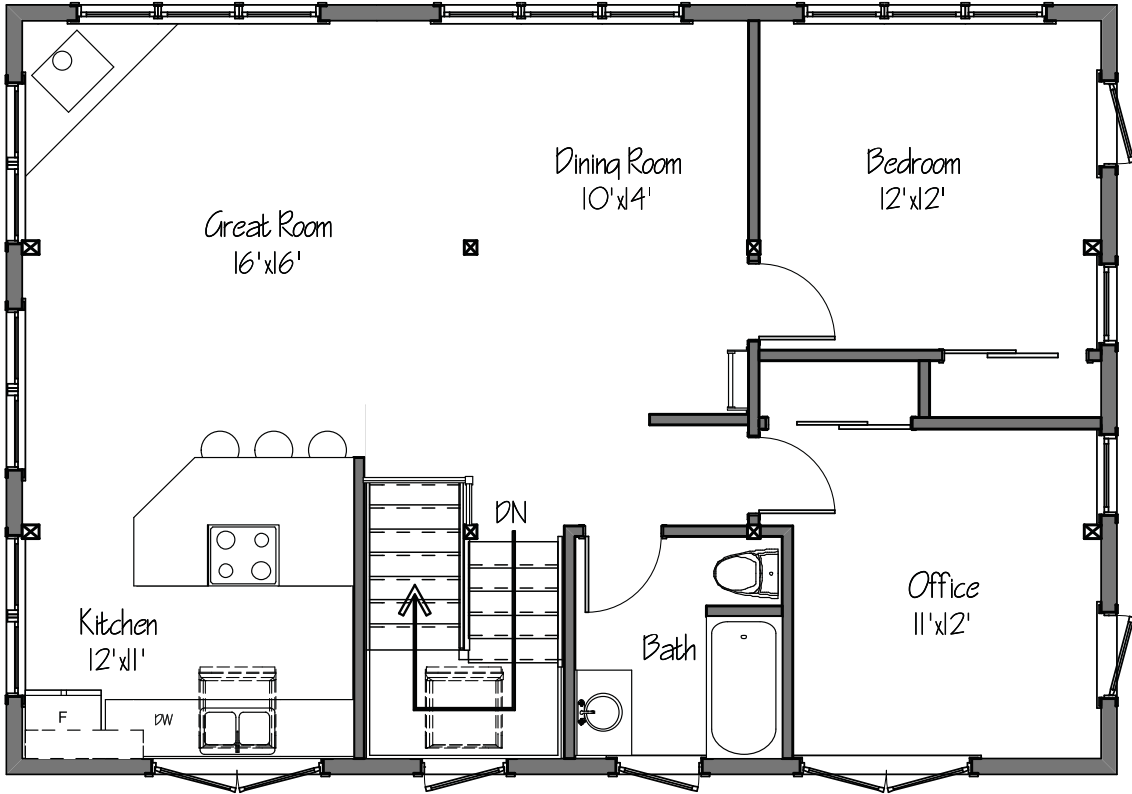 Dining Room
10'x14'
Bedroom
12'x12'
Great Room
16'x16'
DN
Office
11'x12'
Kitchen
12'x11'
Bath
F
DW